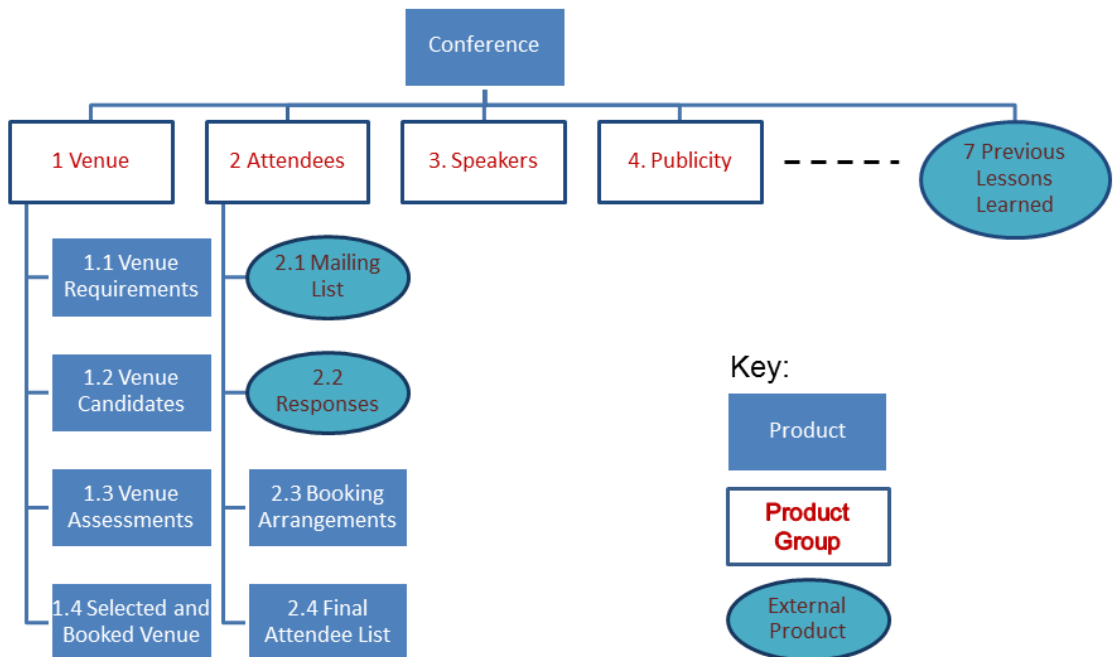 Conference
1 Venue
2 Attendees
3. Speakers
4. Publicity
7 Previous
Lessons
Learned
1.1 Venue
Requirements
2.1 Mailing
List
1.2 Venue
Candidates
2.2
Responses
1.3 Venue
Assessments
2.3 Booking
Arrangements
1.4 Selected and
Booked Venue
2.4 Final
Attendee List
Key:
Product
Product
Group
External
Product